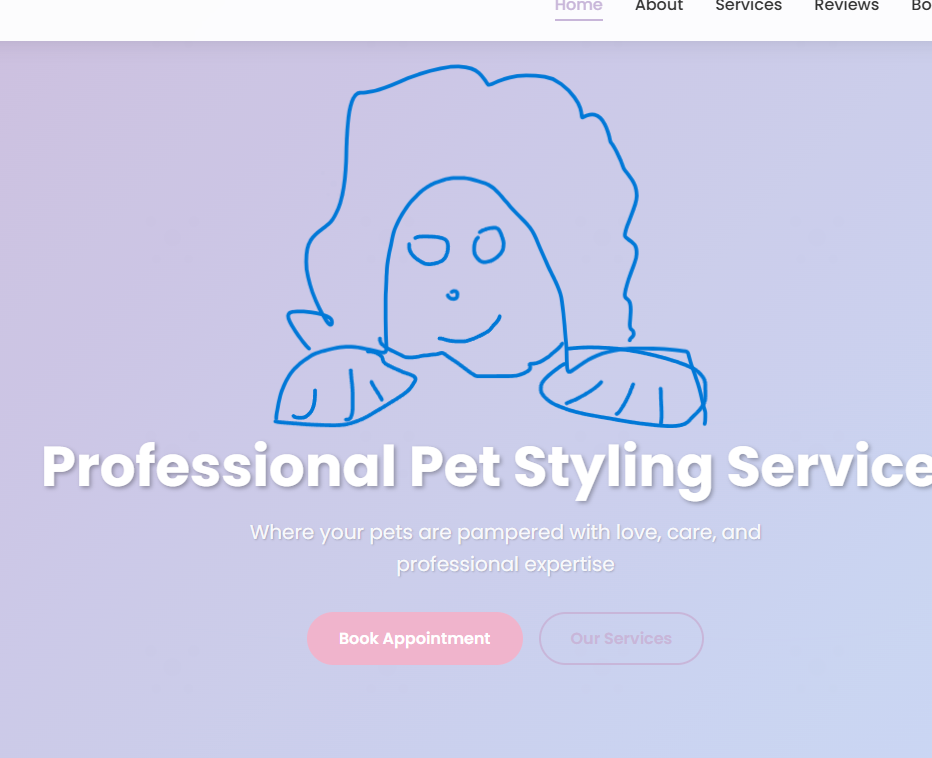 Home About Services Reviews Bo
Professional Pet Styling Service
Where your pets are pampered with love, care, and
professional expertise
Book Appointment Our Services